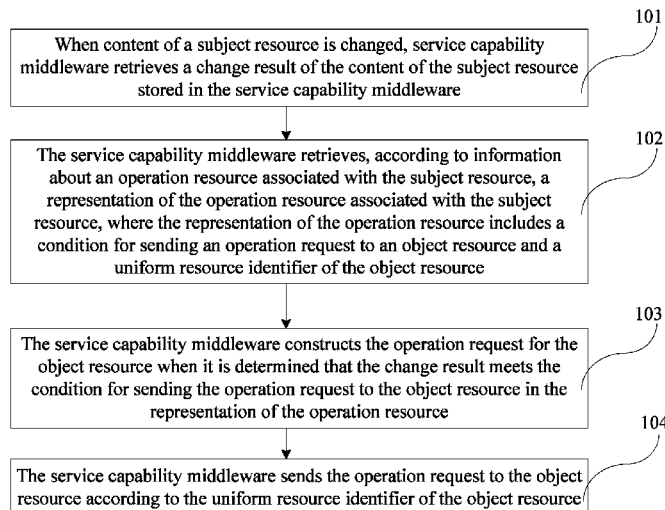 101
When content of a subject resource is changed, service capability
middleware retrieves a change result of the content of the subject resource
stored in the service capability middleware
102
The service capability middleware retrieves, according to information
about an operation resource associated with the subject resource, a
representation of the operation resource associated with the subject
resource, where the representation of the operation resource includes a
condition for sending an operation request to an object resource and a
uniform resource identifier of the object resource
103
The service capability middleware constructs the operation request for the
object resource when it is determined that the change result meets the
condition for sending the operation request to the object resource in the
representation of the operation resource
104
The service capability middleware sends the operation request to the object
resource according to the uniform resource identifier of the object resource